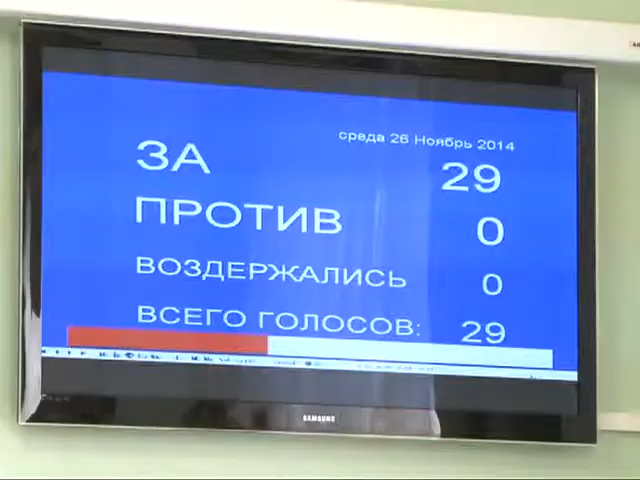 среда 26 Ноябрь 2014
ЗА 29
ПРОТИВ 0
ВОЗДЕРЖАЛИСЬ 0
ВСЕГО ГОЛОСОВ: 29
SAMSUNG